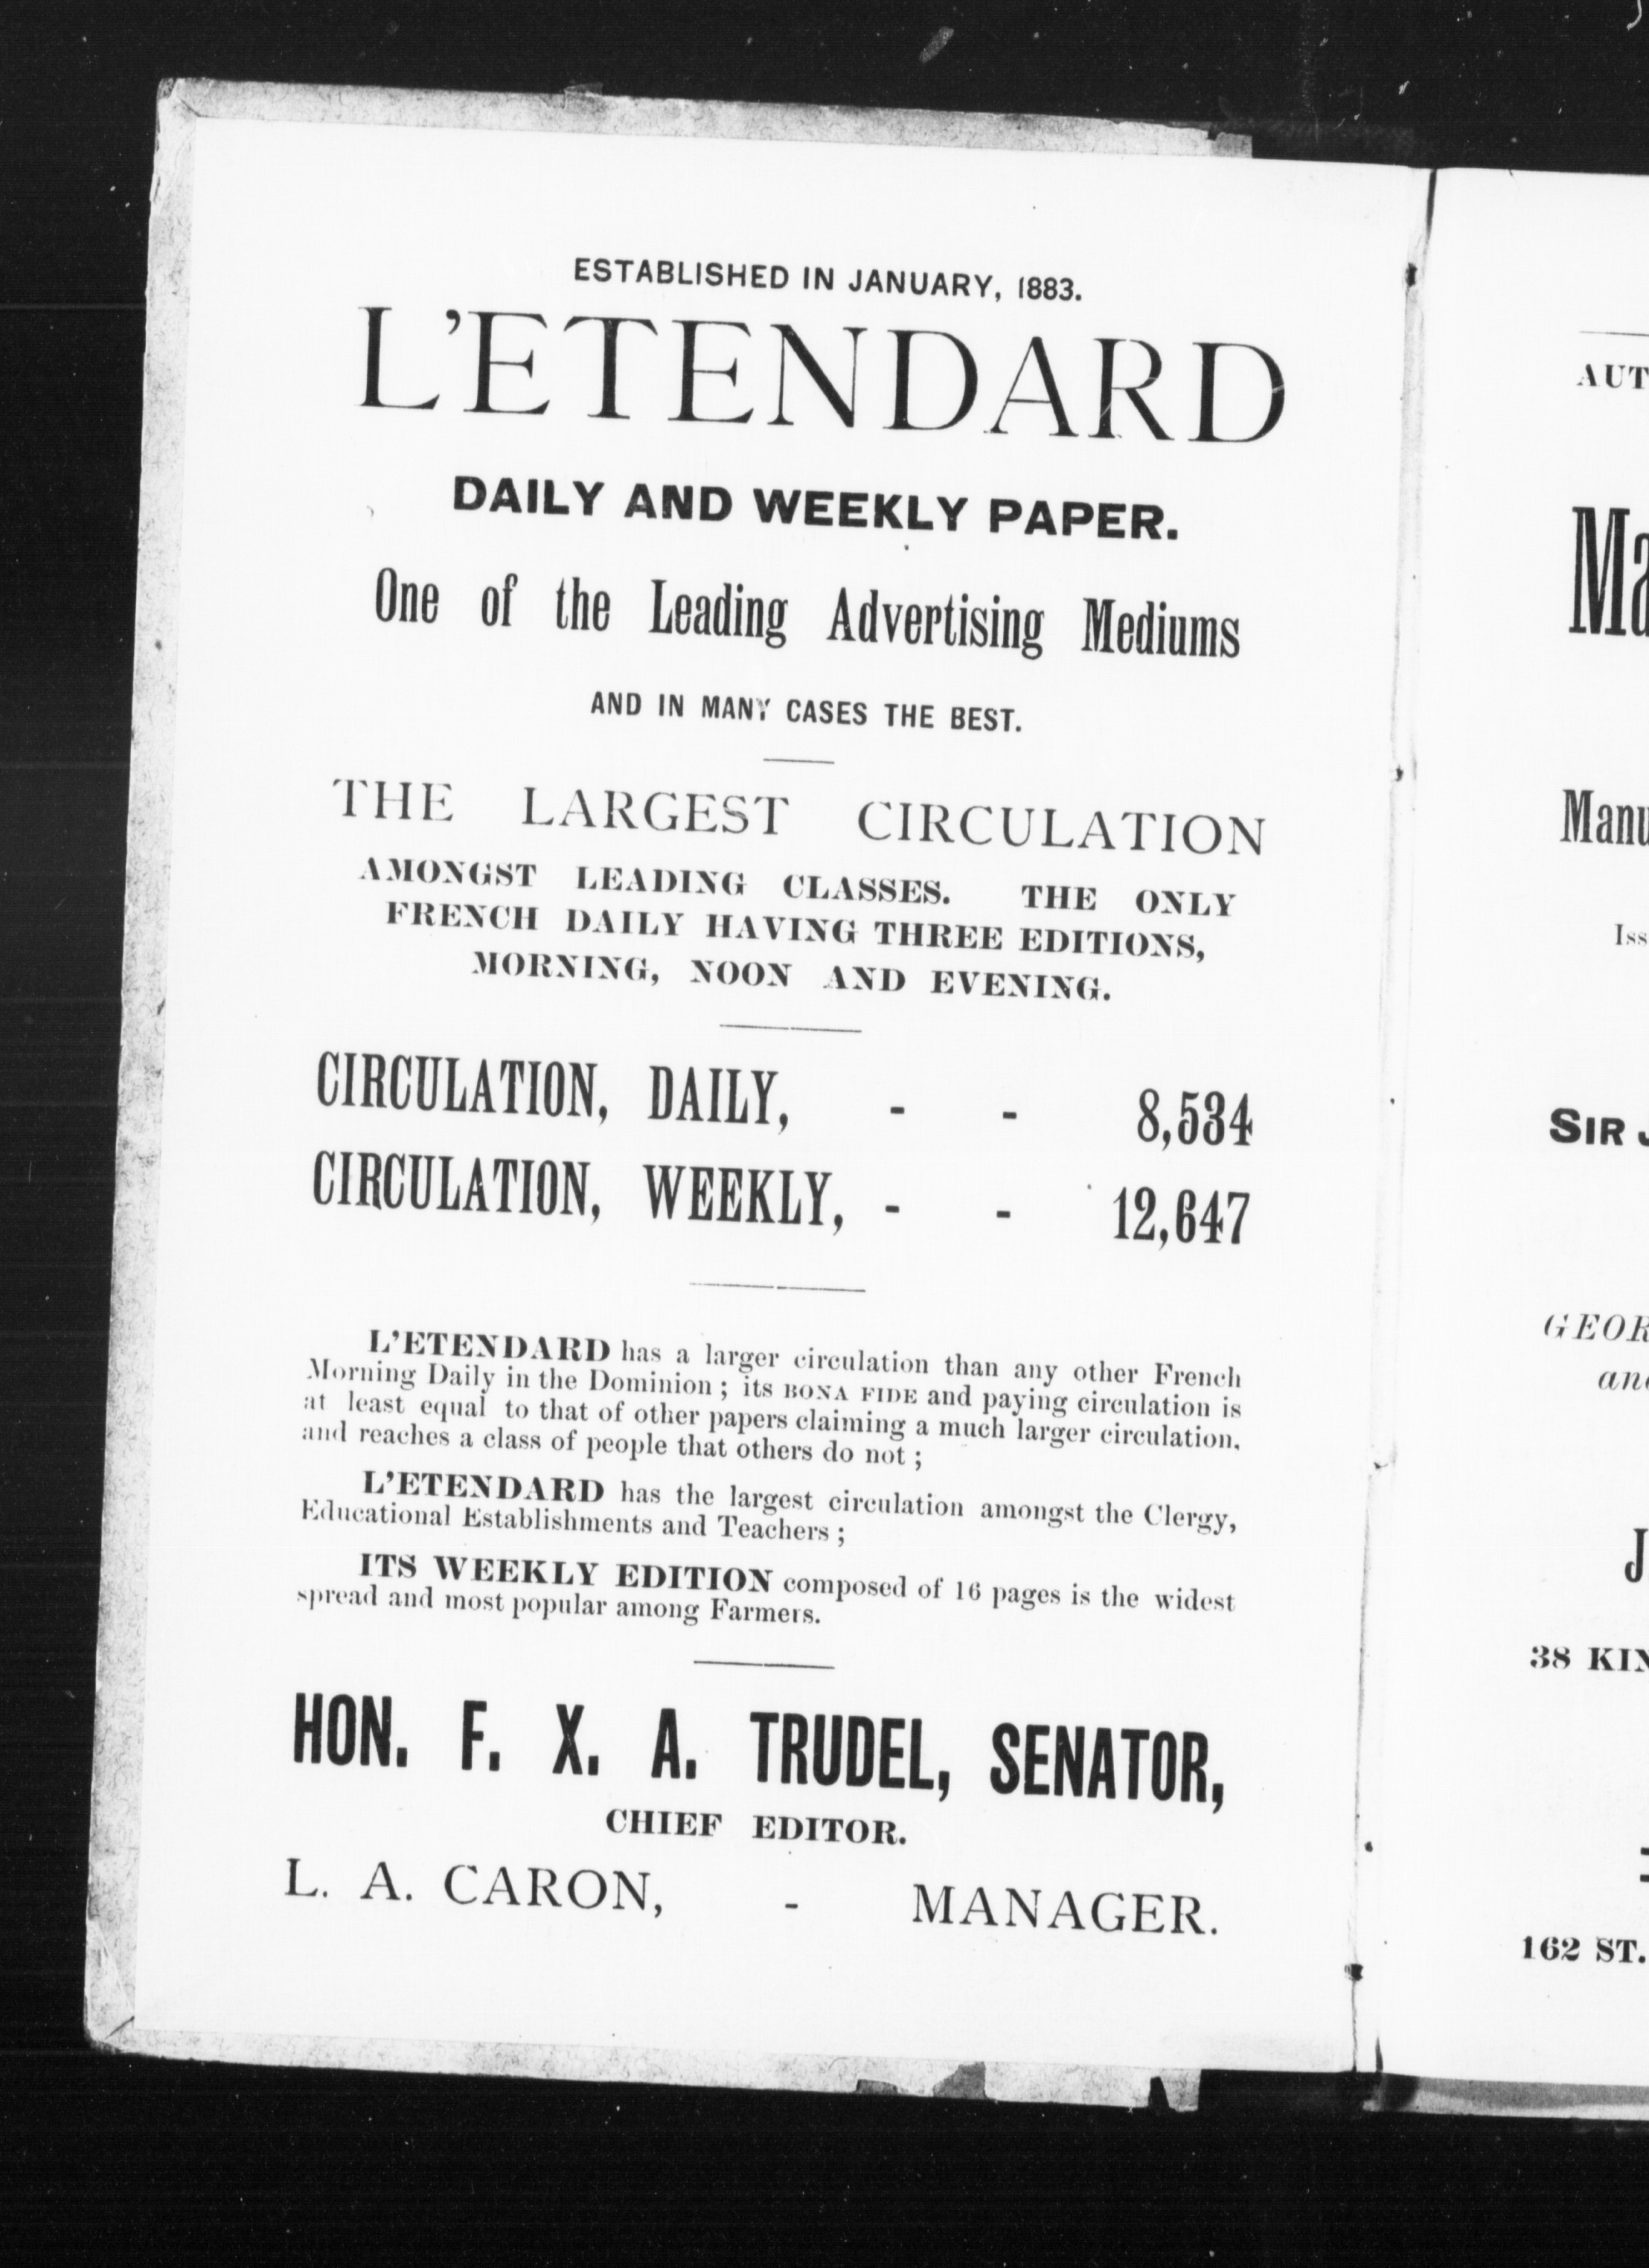 ESTABLISHED IN JANUARY, 1883.
L'ETENDARD
DAILY AND WEEKLY PAPER.
One of the Leading Advertising Mediums
AND IN MANY CASES THE BEST.
THE LARGEST CIRCULATION
AMONGST LEADING CLASSES. THE ONLY
FRENCH DAILY HAVING THREE EDITIONS,
MORNING, NOON AND EVENING.
CIRCULATION, DAILY, - - 8,534
CIRCULATION, WEEKLY, - - 12,647
L'ETENDARD has a larger circulation than any other French
Morning Daily in the Dominion ; its BONA FIDE and paying circulation is
at least equal to that of other papers claiming a much larger circulation,
and reaches a class of people that others do not ;
L'ETENDARD has the largest circulation amongst the Clergy,
Educational Establishments and Teachers ;
ITS WEEKLY EDITION composed of 16 pages is the widest
spread and most popular among Farmers.
HON. F. X. A. TRUDEL, SENATOR,
CHIEF EDITOR.
L. A. CARON, - MANAGER.
AUT
Ma
Manu
Iss
SIR J
GEOR
an
J
38 KIN
162 ST.